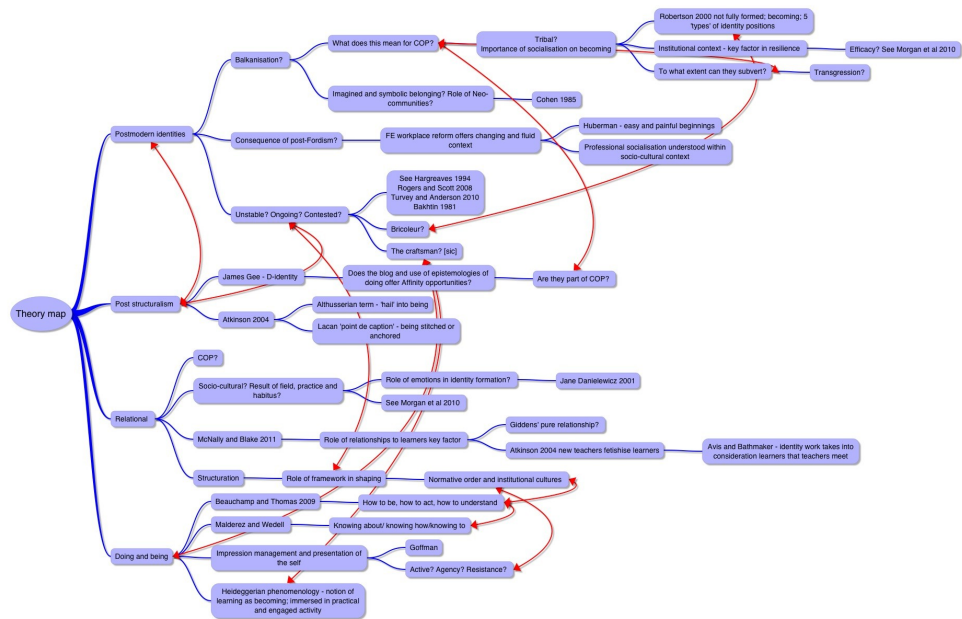 Theory map
Postmodern identities
Balkanisation?
What does this mean for COP?
Tribal?
Importance of socialisation on becoming
Robertson 2000 not fully formed; becoming; 5
'types' of identity positions
Institutional context - key factor in resilience
Efficacy? See Morgan et al 2010
To what extent can they subvert?
Transgression?
Imagined and symbolic belonging? Role of Neo-
communities?
Cohen 1985
Consequence of post-Fordism?
FE workplace reform offers changing and fluid
context
Huberman - easy and painful beginnings
Professional socialisation understood within
socio-cultural context
Unstable? Ongoing? Contested?
See Hargreaves 1994
Rogers and Scott 2008
Turvey and Anderson 2010
Bakhtin 1981
Bricoleur?
The craftsman? [sic]
Post structuralism
James Gee - D-identity
Does the blog and use of epistemologies of
doing offer Affinity opportunities?
Are they part of COP?
Atkinson 2004
Althusserian term - 'hail' into being
Lacan 'point de caption' - being stitched or
anchored
Relational
COP?
Socio-cultural? Result of field, practice and
habitus?
Role of emotions in identity formation?
Jane Danielewicz 2001
See Morgan et al 2010
McNally and Blake 2011
Role of relationships to learners key factor
Giddens' pure relationship?
Atkinson 2004 new teachers fetishise learners
Avis and Bathmaker - identity work takes into
consideration learners that teachers meet
Structuration
Role of framework in shaping
Normative order and institutional cultures
Doing and being
Beauchamp and Thomas 2009
How to be, how to act, how to understand
Malderez and Wedell
Knowing about/ knowing how/knowing to
Impression management and presentation of
the self
Goffman
Active? Agency? Resistance?
Heideggerian phenomenology - notion of
learning as becoming; immersed in practical
and engaged activity